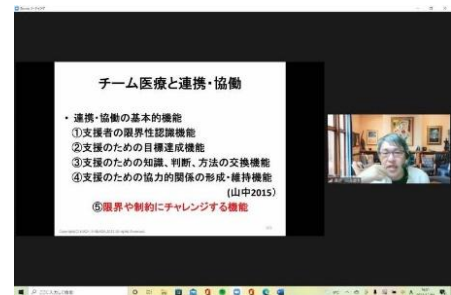 チーム医療と連携・協働
・ 連携・協働の基本的機能
①支援者の限界性認識機能
②支援のための目標達成機能
③支援のための知識、判断、方法の交換機能
④支援のための協力的関係の形成・維持機能
(山中2015)
⑤限界や制約にチャレンジする機能